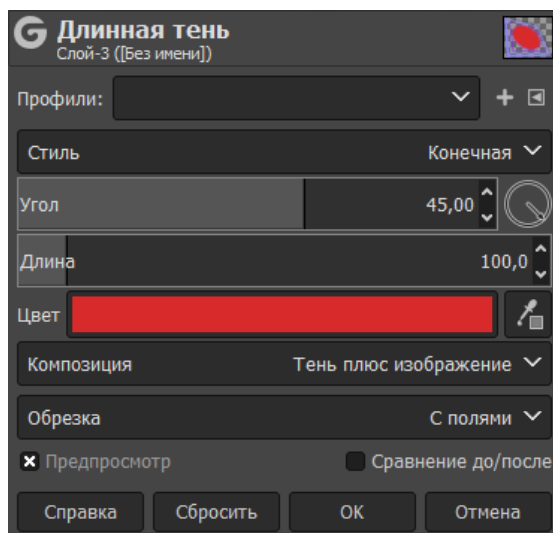 Длинная тень
Слой-3 ([Без имени])
Профили:
Стиль Конечная
Угол 45,00
Длина 100,0
Цвет
Композиция Тень плюс изображение
Обрезка С полями
Предпросмотр Сравнение до/после
Справка Сбросить OK Отмена